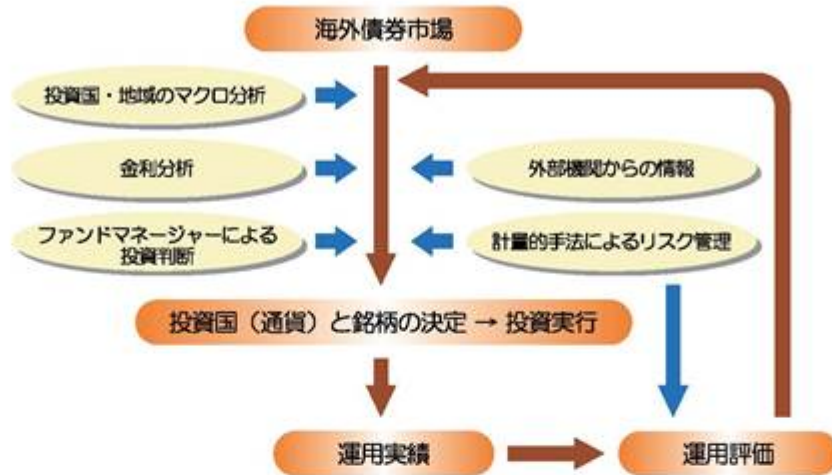 海外債券市場
投資国・地域のマクロ分析
金利分析
外部機関からの情報
ファンドマネージャーによる
投資判断
計量的手法によるリスク管理
投資国（通貨）と銘柄の決定 → 投資実行
運用実績
運用評価